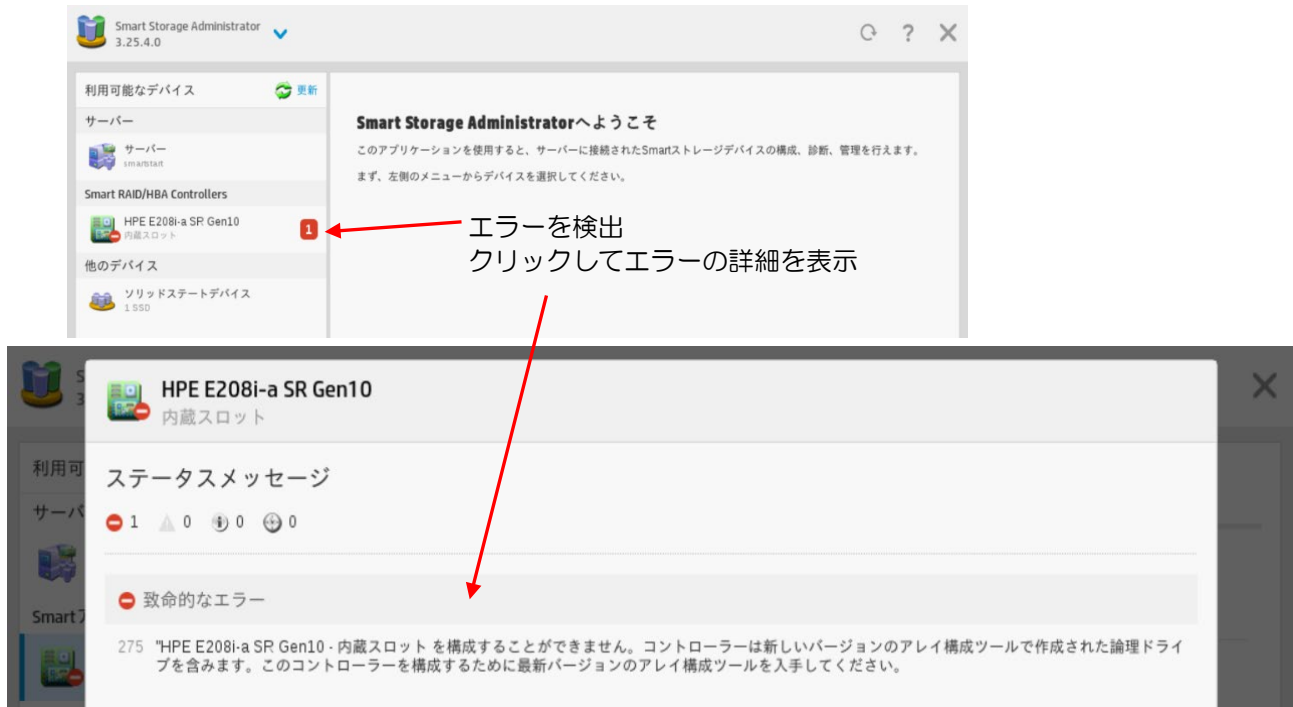 Smart Storage Administrator
3.25.4.0
利用可能なデバイス
更新
サーバー
サーバー
smartstart
Smart RAID/HBA Controllers
HPE E208i-a SR Gen10
内蔵スロット
1
他のデバイス
ソリッドステートデバイス
1 SSD
Smart Storage Administratorへようこそ
このアプリケーションを使用すると、サーバーに接続されたSmartストレージデバイスの構成、診断、管理を行えます。
まず、左側のメニューからデバイスを選択してください。
エラーを検出
クリックしてエラーの詳細を表示
S
3
利用可
サーバ
Smartア
HPE E208i-a SR Gen10
内蔵スロット
ステータスメッセージ
1 0 0 0
致命的なエラー
275 "HPE E208i-a SR Gen10 - 内蔵スロット を構成することができません。コントローラーは新しいバージョンのアレイ構成ツールで作成された論理ドライ
ブを含みます。このコントローラーを構成するために最新バージョンのアレイ構成ツールを入手してください。